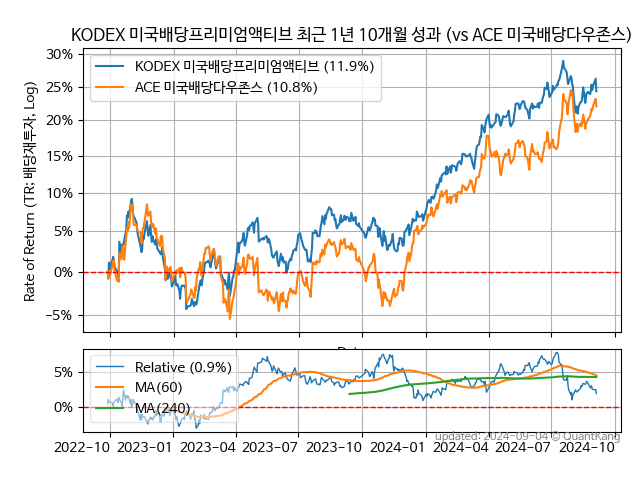 KODEX 미국배당프리미엄액티브 최근 1년 10개월 성과 (vs ACE 미국배당다우존스)
Rate of Return (TR: 배당재투자, Log)
30%
25%
20%
15%
10%
5%
0%
−5%
KODEX 미국배당프리미엄액티브 (11.9%)
ACE 미국배당다우존스 (10.8%)
5%
0%
Relative (0.9%)
MA(60)
MA(240)
updated: 2024-09-04 © QuantKang
2022-10 2023-01 2023-04 2023-07 2023-10 2024-01 2024-04 2024-07 2024-10